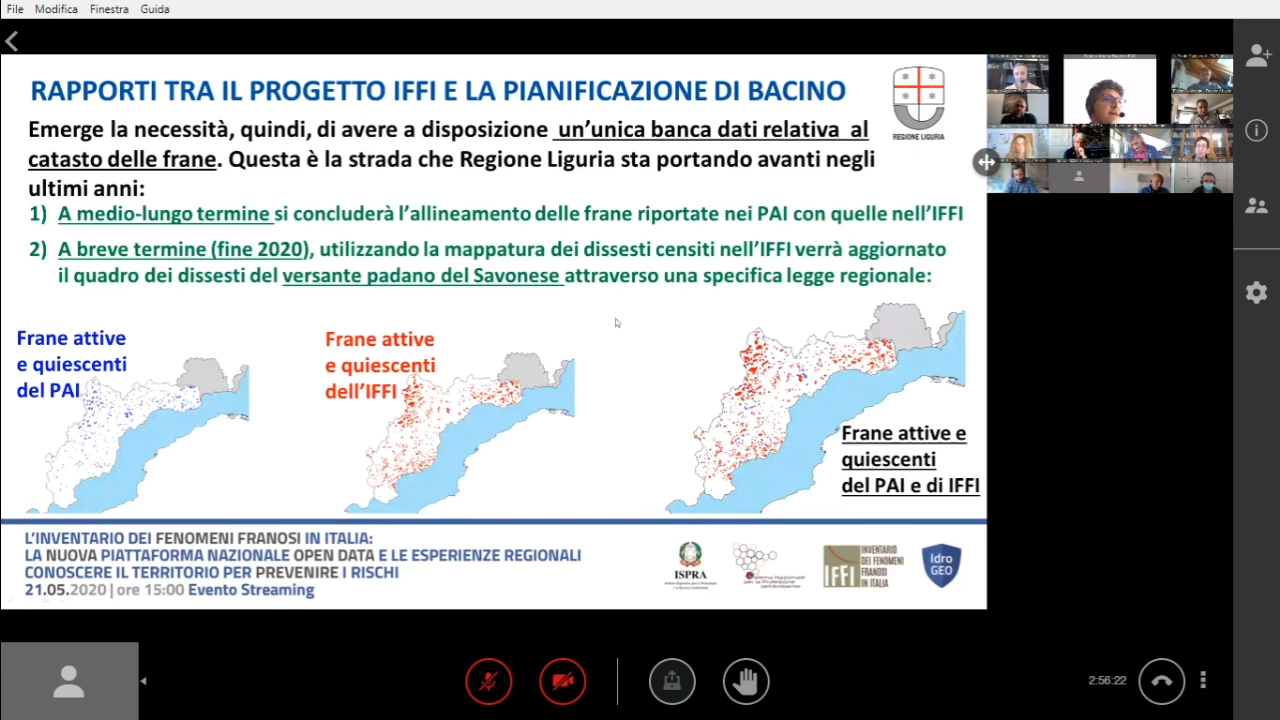 File Modifica Finestra Guida
RAPPORTI TRA IL PROGETTO IFFI E LA PIANIFICAZIONE DI BACINO
REGIONE LIGURIA
Emerge la necessità, quindi, di avere a disposizione un'unica banca dati relativa al
catasto delle frane. Questa è la strada che Regione Liguria sta portando avanti negli
ultimi anni:
1) A medio-lungo termine si concluderà l'allineamento delle frane riportate nei PAI con quelle nell'IFFI
2) A breve termine (fine 2020), utilizzando la mappatura dei dissesti censiti nell'IFFI verrà aggiornato
il quadro dei dissesti del versante padano del Savonese attraverso una specifica legge regionale:
Frane attive
e quiescenti
del PAI
Frane attive
e quiescenti
dell'IFFI
Frane attive e
quiescenti
del PAI e di IFFI
L'INVENTARIO DEI FENOMENI FRANOSI IN ITALIA:
LA NUOVA PIATTAFORMA NAZIONALE OPEN DATA E LE ESPERIENZE REGIONALI
CONOSCERE IL TERRITORIO PER PREVENIRE I RISCHI
21.05.2020 | ore 15:00 Evento Streaming
ISPRA
IFFI
INVENTARIO
DEI FENOMENI
FRANOSI
IN ITALIA
Idro
GEO
2:56:22